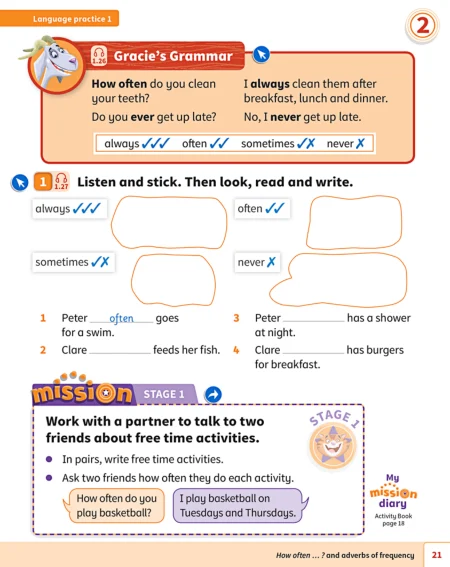 Language practice 1
2
1.26
Gracie's Grammar
How often do you clean
your teeth?
Do you ever get up late?
I always clean them after
breakfast, lunch and dinner.
No, I never get up late.
always ✓✓✓ often ✓✓ sometimes ✓✗ never ✗
1
1.27
Listen and stick. Then look, read and write.
always ✓✓✓
often ✓✓
sometimes ✓✗
never ✗
1 Peter often goes
for a swim.
2 Clare ____________ feeds her fish.
3 Peter ____________ has a shower
at night.
4 Clare ____________ has burgers
for breakfast.
mission STAGE 1
STAGE 1
Work with a partner to talk to two
friends about free time activities.
• In pairs, write free time activities.
• Ask two friends how often they do each activity.
How often do you
play basketball?
I play basketball on
Tuesdays and Thursdays.
My
mission
diary
Activity Book
page 18
How often … ? and adverbs of frequency 21